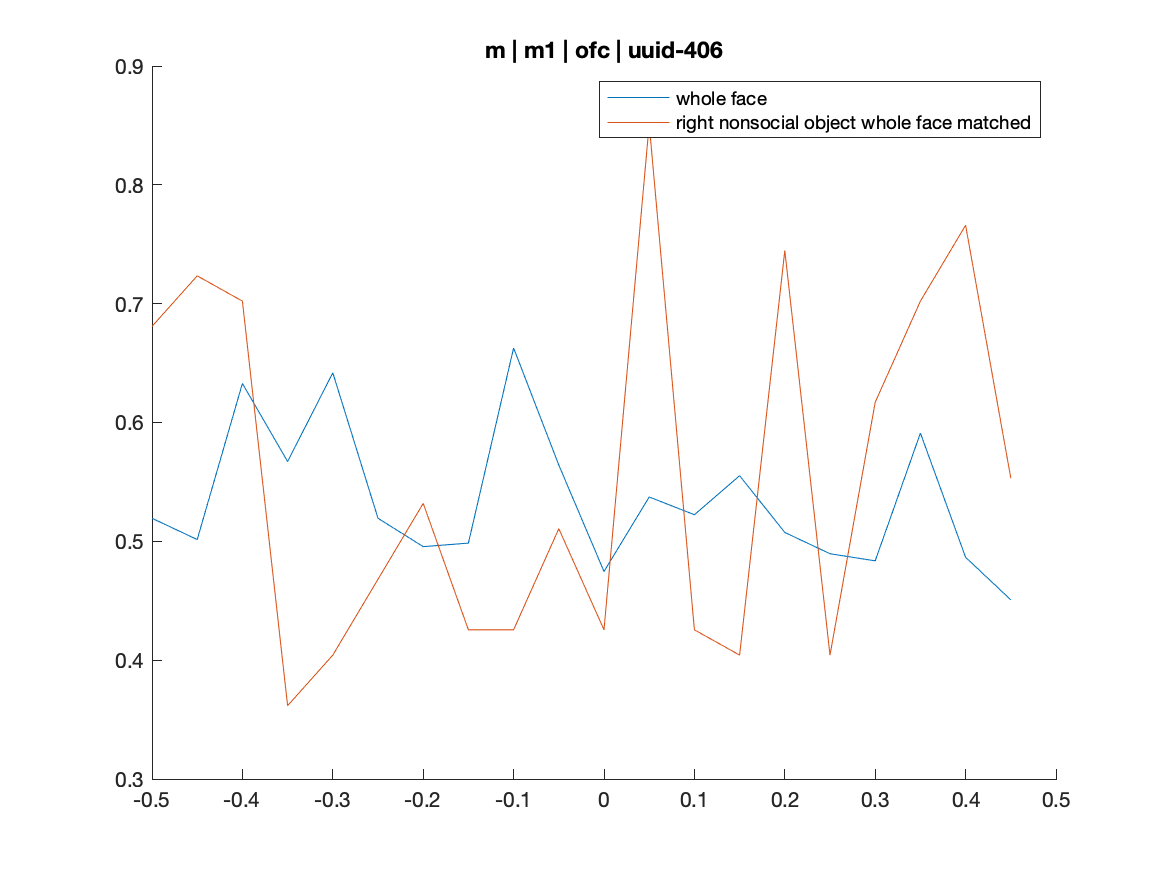 m | m1 | ofc | uuid-406
whole face
right nonsocial object whole face matched
0.9
0.8
0.7
0.6
0.5
0.4
0.3
-0.5 -0.4 -0.3 -0.2 -0.1 0 0.1 0.2 0.3 0.4 0.5